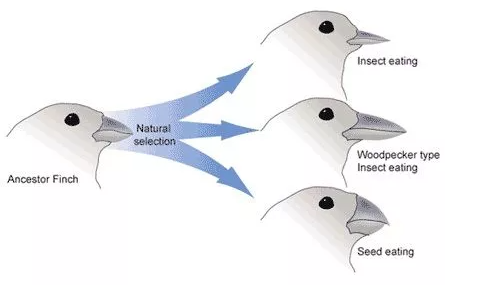 Ancestor Finch
Natural
selection
Insect eating
Woodpecker type
Insect eating
Seed eating